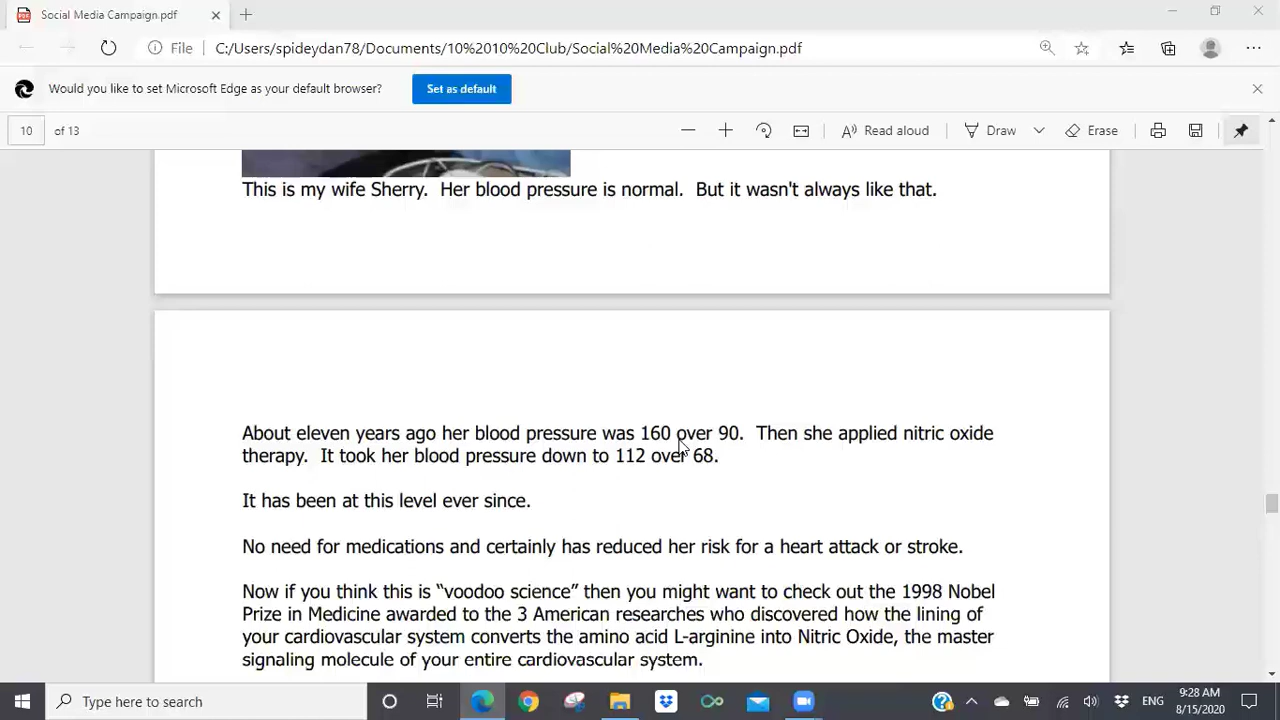 Social Media Campaign.pdf
File C:/Users/spideydan78/Documents/10%2010%20Club/Social%20Media%20Campaign.pdf
Would you like to set Microsoft Edge as your default browser? Set as default
10 of 13 Read aloud Draw Erase
This is my wife Sherry. Her blood pressure is normal. But it wasn't always like that.
About eleven years ago her blood pressure was 160 over 90. Then she applied nitric oxide
therapy. It took her blood pressure down to 112 over 68.
It has been at this level ever since.
No need for medications and certainly has reduced her risk for a heart attack or stroke.
Now if you think this is “voodoo science” then you might want to check out the 1998 Nobel
Prize in Medicine awarded to the 3 American researches who discovered how the lining of
your cardiovascular system converts the amino acid L-arginine into Nitric Oxide, the master
signaling molecule of your entire cardiovascular system.
Type here to search
ENG
9:28 AM
8/15/2020